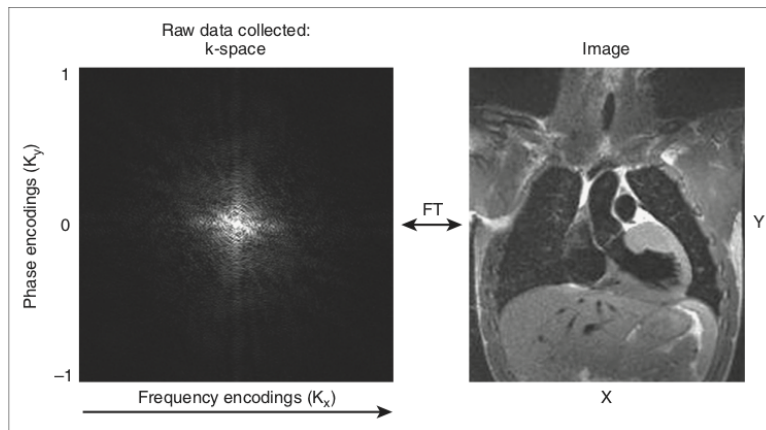 Raw data collected:
k-space
Image
1
Phase encodings (Ky)
0
FT
Y
–1
Frequency encodings (Kx)
X